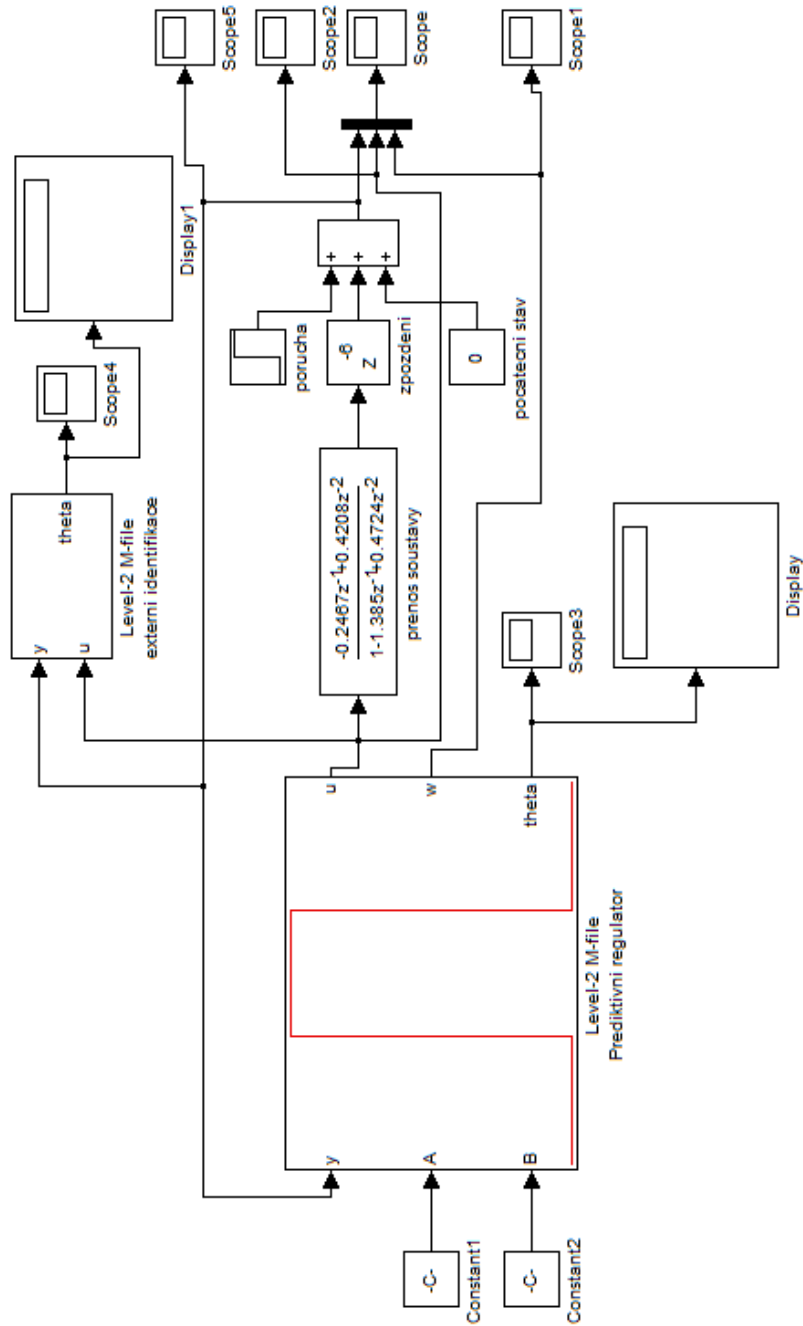 Scope5
Scope2
Scope
Scope1
Display1
Scope4
theta
y
u
Level-2 M-file
externi identifikace
+
+
+
porucha
-6
Z
zpozdeni
0
pocatecni stav
-0.2467z⁻¹+0.4208z⁻²
1-1.385z⁻¹+0.4724z⁻²
prenos soustavy
y
A
B
u
w
theta
Level-2 M-file
Prediktivni regulator
Scope3
Display
-C-
Constant1
-C-
Constant2